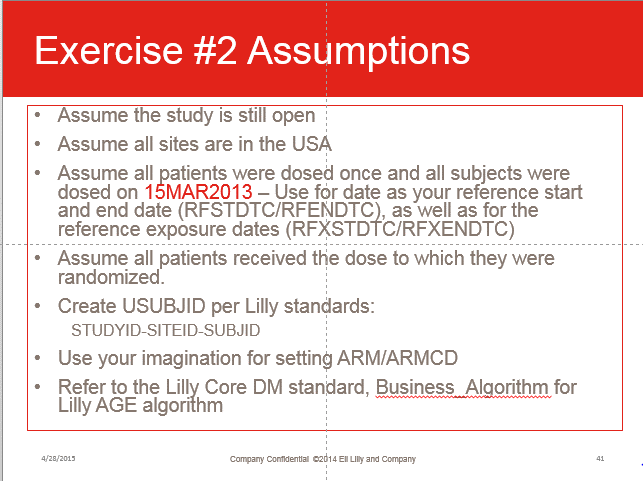 Exercise #2 Assumptions
• Assume the study is still open
• Assume all sites are in the USA
• Assume all patients were dosed once and all subjects were
dosed on 15MAR2013 – Use for date as your reference start
and end date (RFSTDTC/RFENDTC), as well as for the
reference exposure dates (RFXSTDTC/RFXENDTC)
• Assume all patients received the dose to which they were
randomized.
• Create USUBJID per Lilly standards:
STUDYID-SITEID-SUBJID
• Use your imagination for setting ARM/ARMCD
• Refer to the Lilly Core DM standard, Business_Algorithm for
Lilly AGE algorithm
4/28/2015
Company Confidential ©2014 Eli Lilly and Company
41